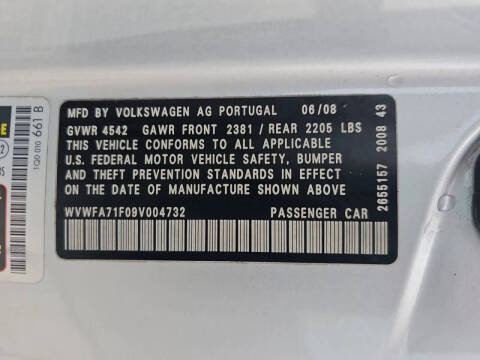 MFD BY VOLKSWAGEN AG PORTUGAL 06/08
GVWR 4542 GAWR FRONT 2381 / REAR 2205 LBS
THIS VEHICLE CONFORMS TO ALL APPLICABLE
U.S. FEDERAL MOTOR VEHICLE SAFETY, BUMPER
AND THEFT PREVENTION STANDARDS IN EFFECT
ON THE DATE OF MANUFACTURE SHOWN ABOVE
WVWFA71F09V004732 PASSENGER CAR
2655157 2008 43
1Q0 010 661 B